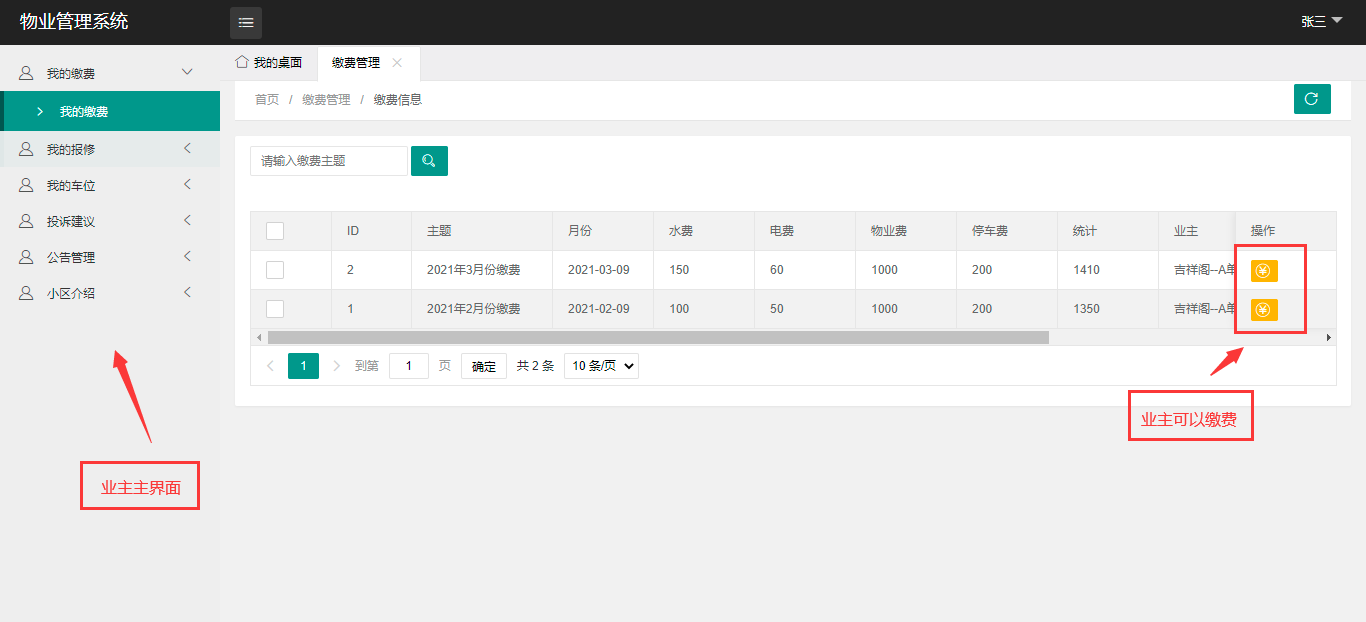 物业管理系统
张三
我的缴费
我的缴费
我的报修
我的车位
投诉建议
公告管理
小区介绍
我的桌面 缴费管理
首页 / 缴费管理 / 缴费信息
请输入缴费主题
ID 主题 月份 水费 电费 物业费 停车费 统计 业主 操作
2 2021年3月份缴费 2021-03-09 150 60 1000 200 1410 吉祥阁--A单
1 2021年2月份缴费 2021-02-09 100 50 1000 200 1350 吉祥阁--A单
1 到第 1 页 确定 共 2 条 10 条/页
业主可以缴费
业主主界面